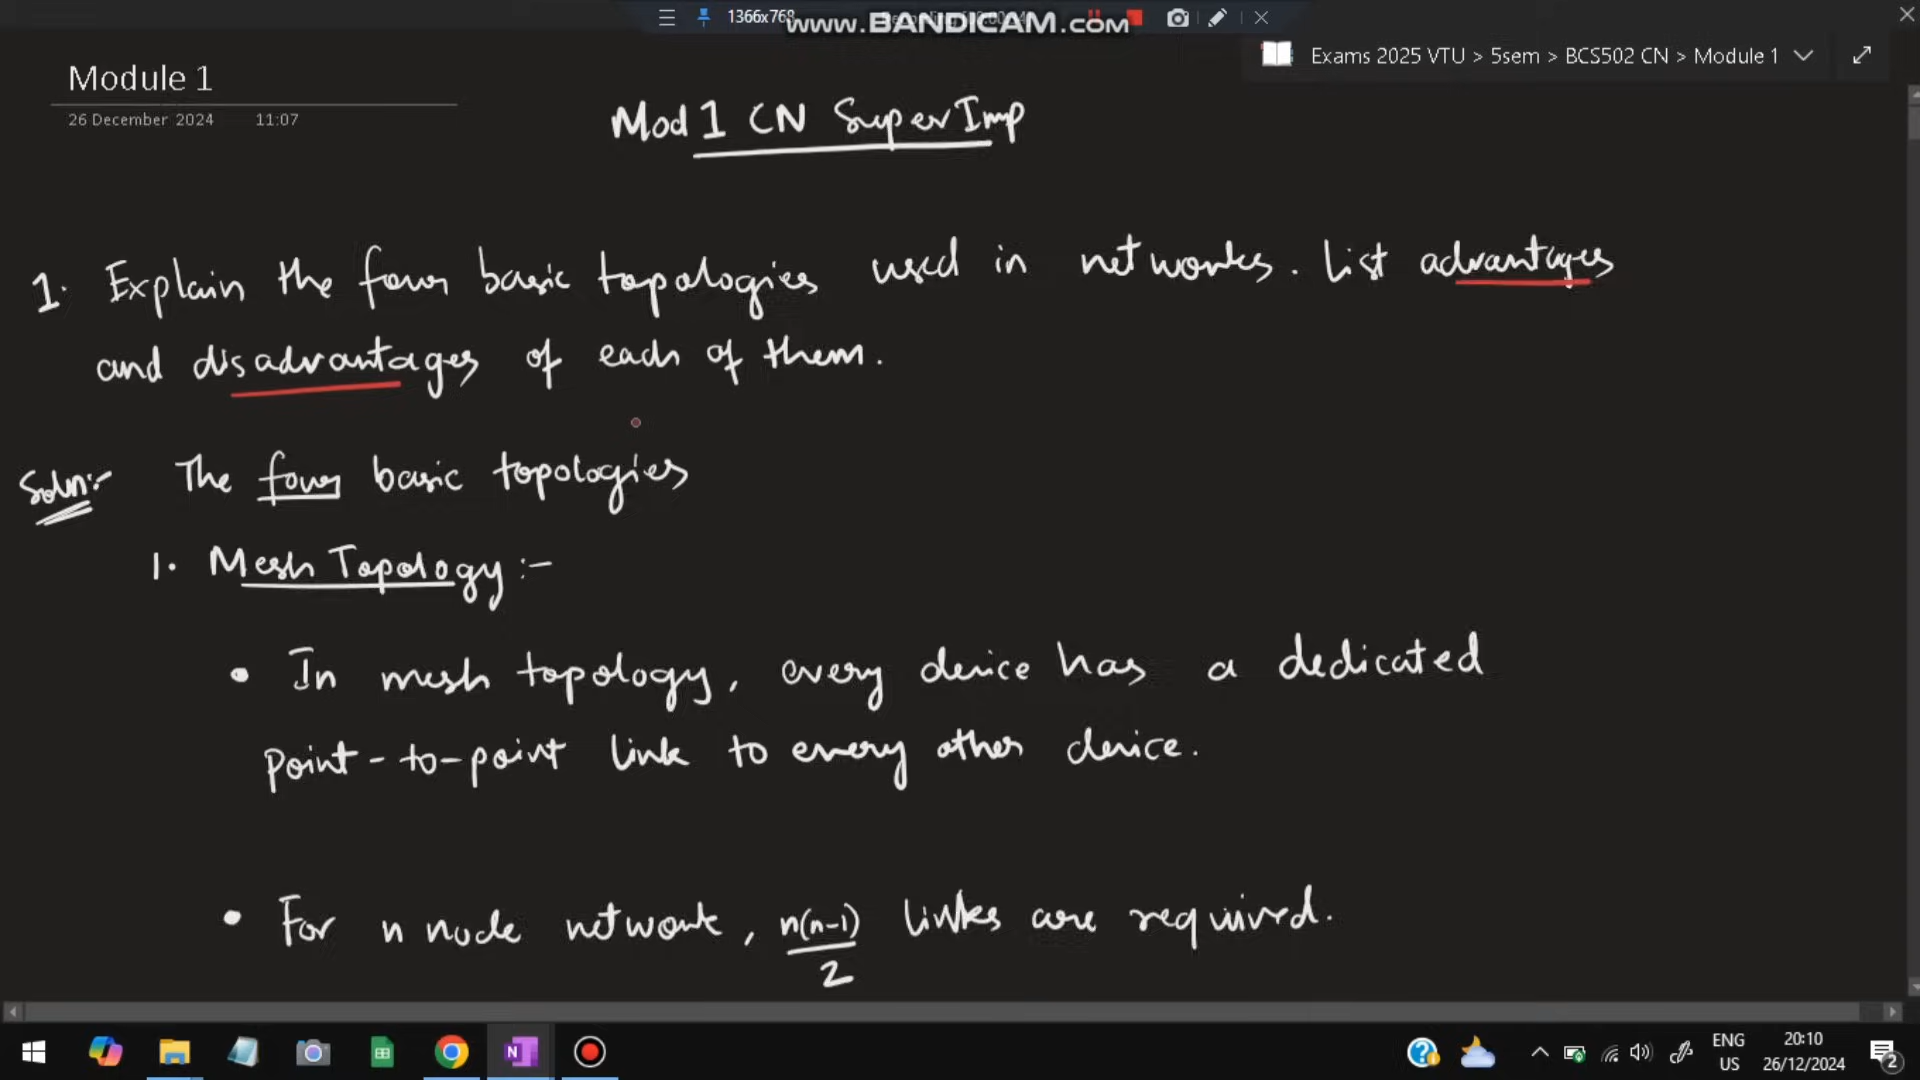 1366x768
www.BANDICAM.com
Exams 2025 VTU > 5sem > BCS502 CN > Module 1
Module 1
26 December 2024 11:07
Mod 1 CN SuperImp
1. Explain the four basic topologies used in networks. List advantages
and disadvantages of each of them.
Soln:- The four basic topologies
1. Mesh Topology :-
• In mesh topology, every device has a dedicated
point-to-point link to every other device.
• For n node network, n(n-1)/2 links are required.
ENG
US
20:10
26/12/2024
2